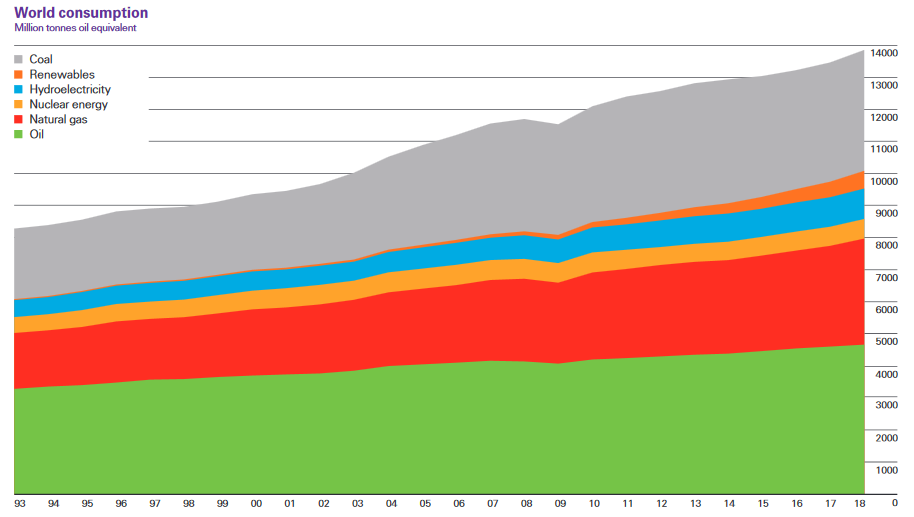 World consumption
Million tonnes oil equivalent
Coal
Renewables
Hydroelectricity
Nuclear energy
Natural gas
Oil
14000
13000
12000
11000
10000
9000
8000
7000
6000
5000
4000
3000
2000
1000
93 94 95 96 97 98 99 00 01 02 03 04 05 06 07 08 09 10 11 12 13 14 15 16 17 18 0